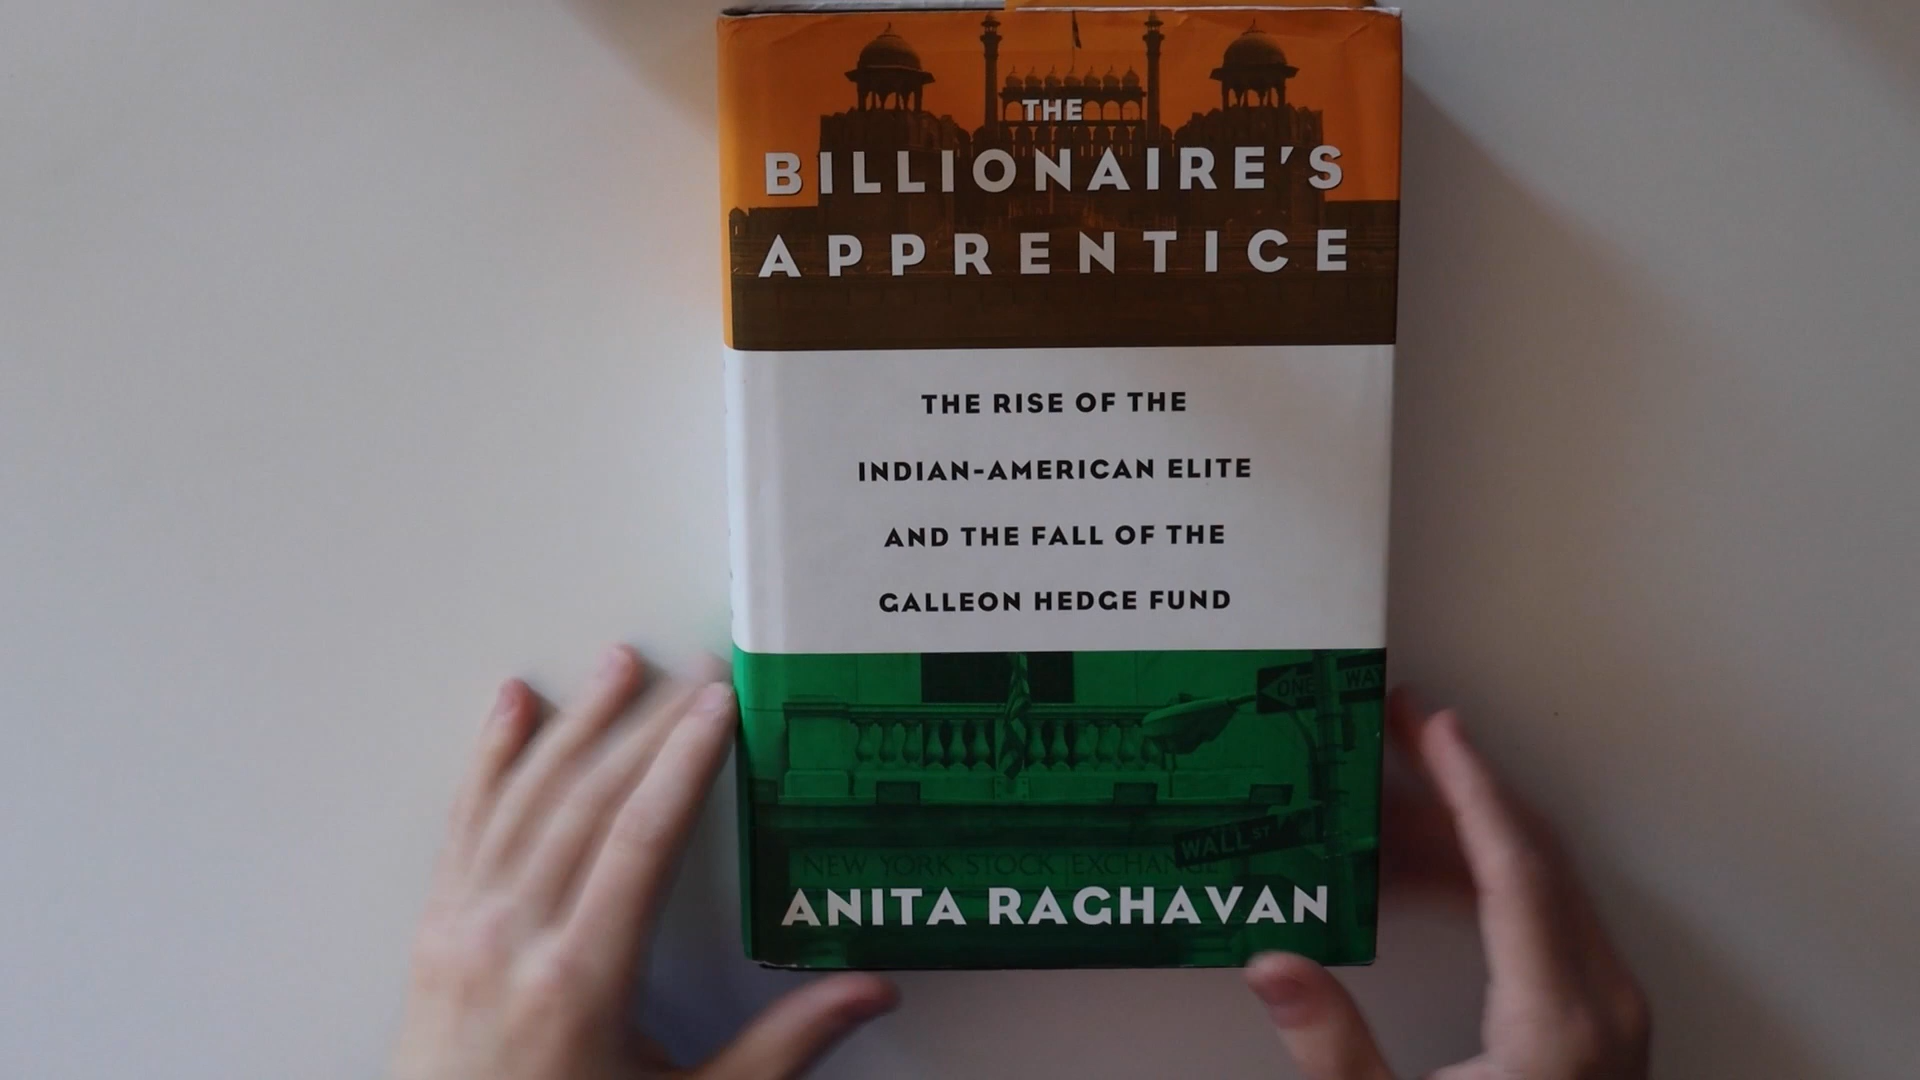 THE
BILLIONAIRE'S
APPRENTICE
THE RISE OF THE
INDIAN-AMERICAN ELITE
AND THE FALL OF THE
GALLEON HEDGE FUND
ONE WAY
WALL ST
NEW YORK STOCK EXCHANGE
ANITA RAGHAVAN